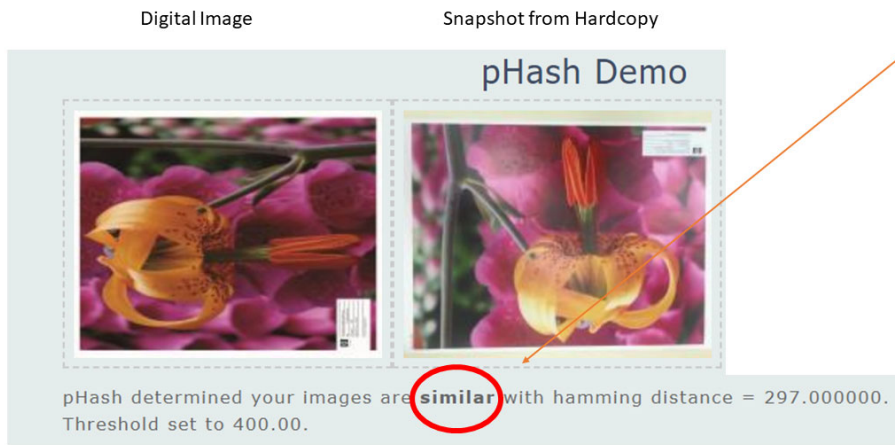 Digital Image
Snapshot from Hardcopy
pHash Demo
pHash determined your images are similar with hamming distance = 297.000000.
Threshold set to 400.00.